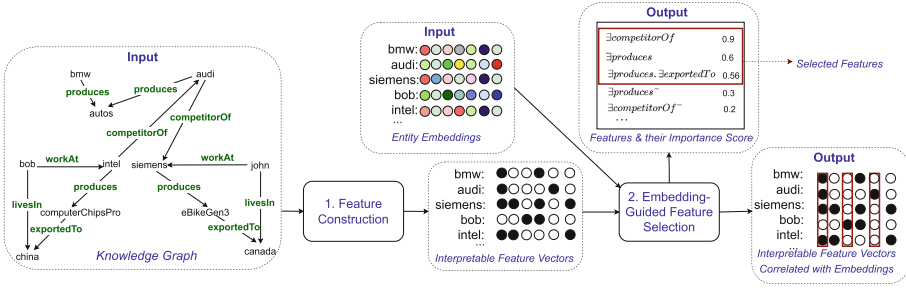 Input
bmw
audi
produces
produces
autos
competitorOf
competitorOf
bob
workAt
intel
siemens
workAt
john
produces
produces
livesIn
livesIn
computerChipsPro
eBikeGen3
exportedTo
exportedTo
china
canada
Knowledge Graph
1. Feature
Construction
Input
bmw:
audi:
siemens:
bob:
intel:
...
Entity Embeddings
bmw:
audi:
siemens:
bob:
intel:
...
Interpretable Feature Vectors
2. Embedding-
Guided Feature
Selection
Output
∃competitorOf 0.9
∃produces 0.6
∃produces.∃exportedTo 0.56
∃produces⁻ 0.3
∃competitorOf⁻ 0.2
...
Features & their Importance Score
Selected Features
Output
bmw:
audi:
siemens:
bob:
intel:
...
Interpretable Feature Vectors
Correlated with Embeddings